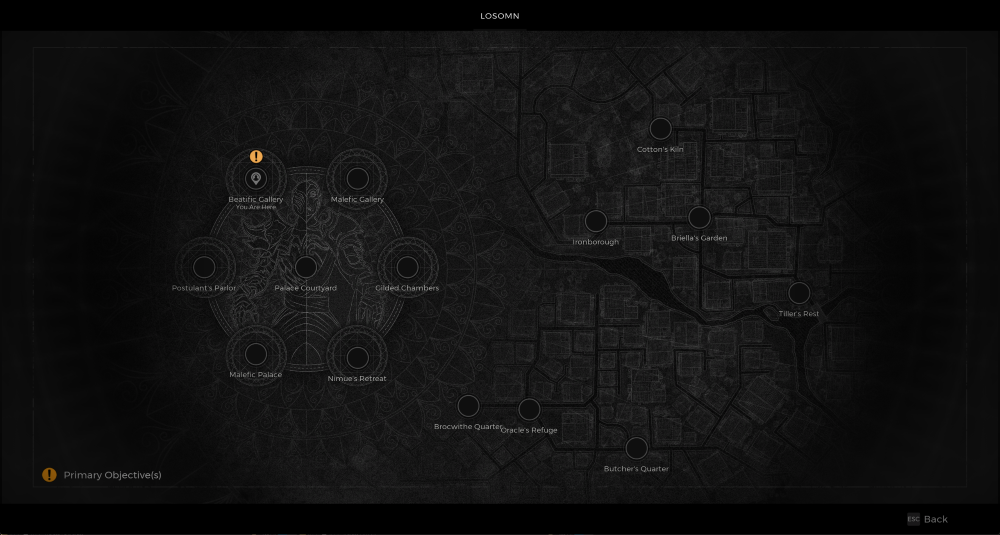 LOSOMN
Cotton's Kiln
Beatific Gallery
You Are Here
Malefic Gallery
Ironborough
Briella's Garden
Postulant's Parlor
Palace Courtyard
Gilded Chambers
Tiller's Rest
Malefic Palace
Nimue's Retreat
Brocwithe Quarter
Oracle's Refuge
Butcher's Quarter
Primary Objective(s)
ESC Back